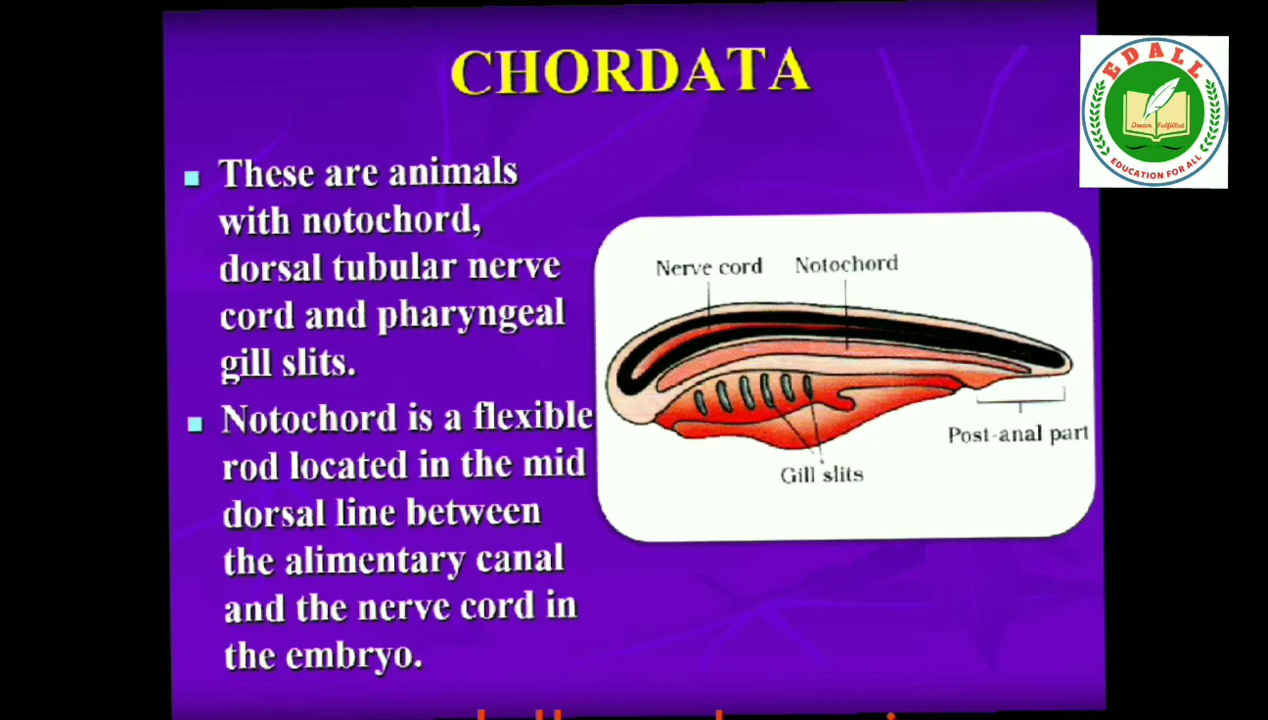 CHORDATA
These are animals
with notochord,
dorsal tubular nerve
cord and pharyngeal
gill slits.
Notochord is a flexible
rod located in the mid
dorsal line between
the alimentary canal
and the nerve cord in
the embryo.
Nerve cord Notochord
Post-anal part
Gill slits
EDALL
Dream Fulfilled
EDUCATION FOR ALL